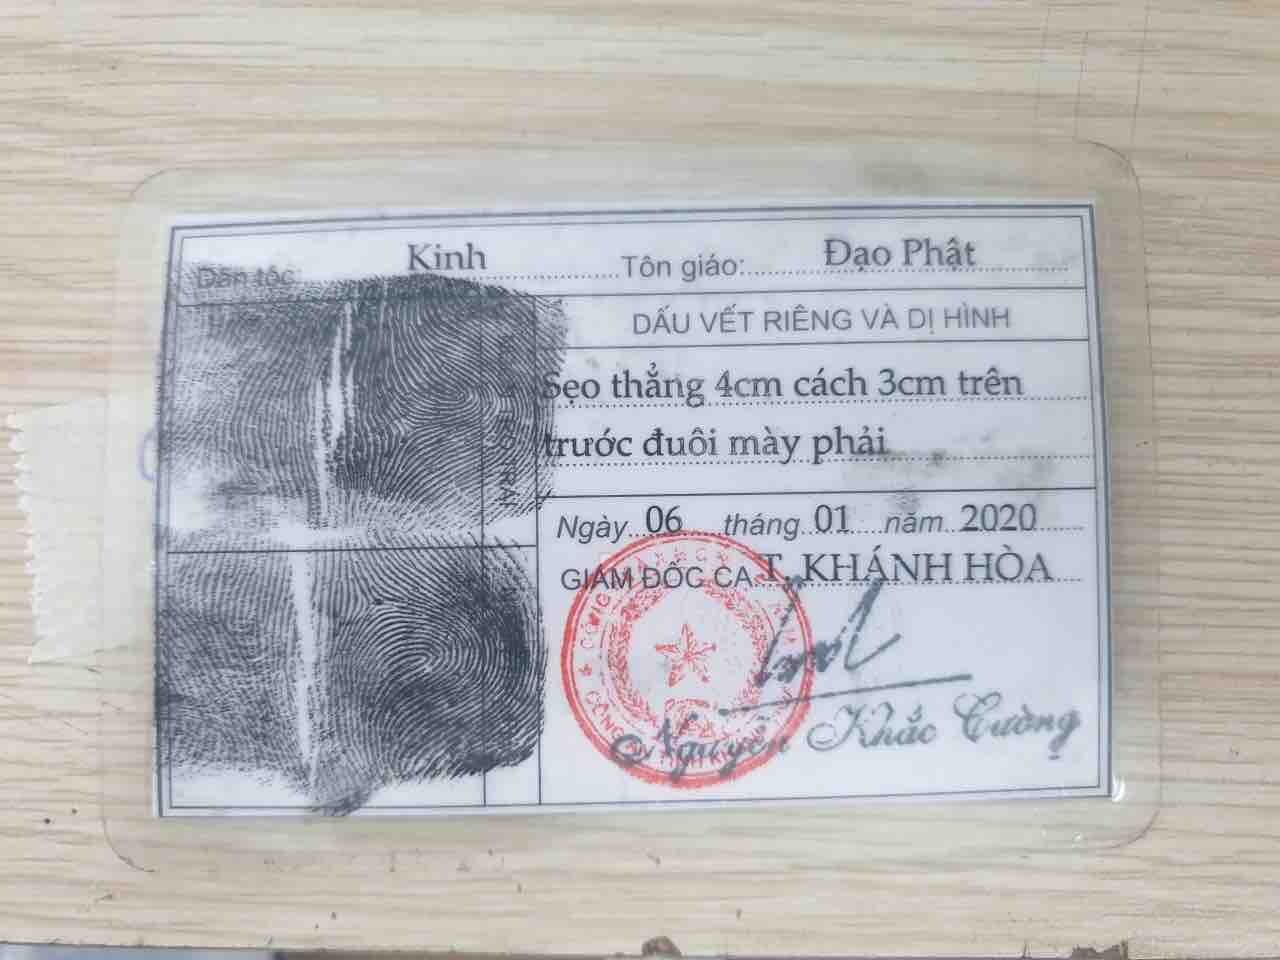 Dân tộc: Kinh Tôn giáo: Đạo Phật
DẤU VẾT RIÊNG VÀ DỊ HÌNH
Sẹo thẳng 4cm cách 3cm trên
trước đuôi mày phải
Ngày 06 tháng 01 năm 2020
GIÁM ĐỐC CA T. KHÁNH HÒA
Nguyễn Khắc Cường